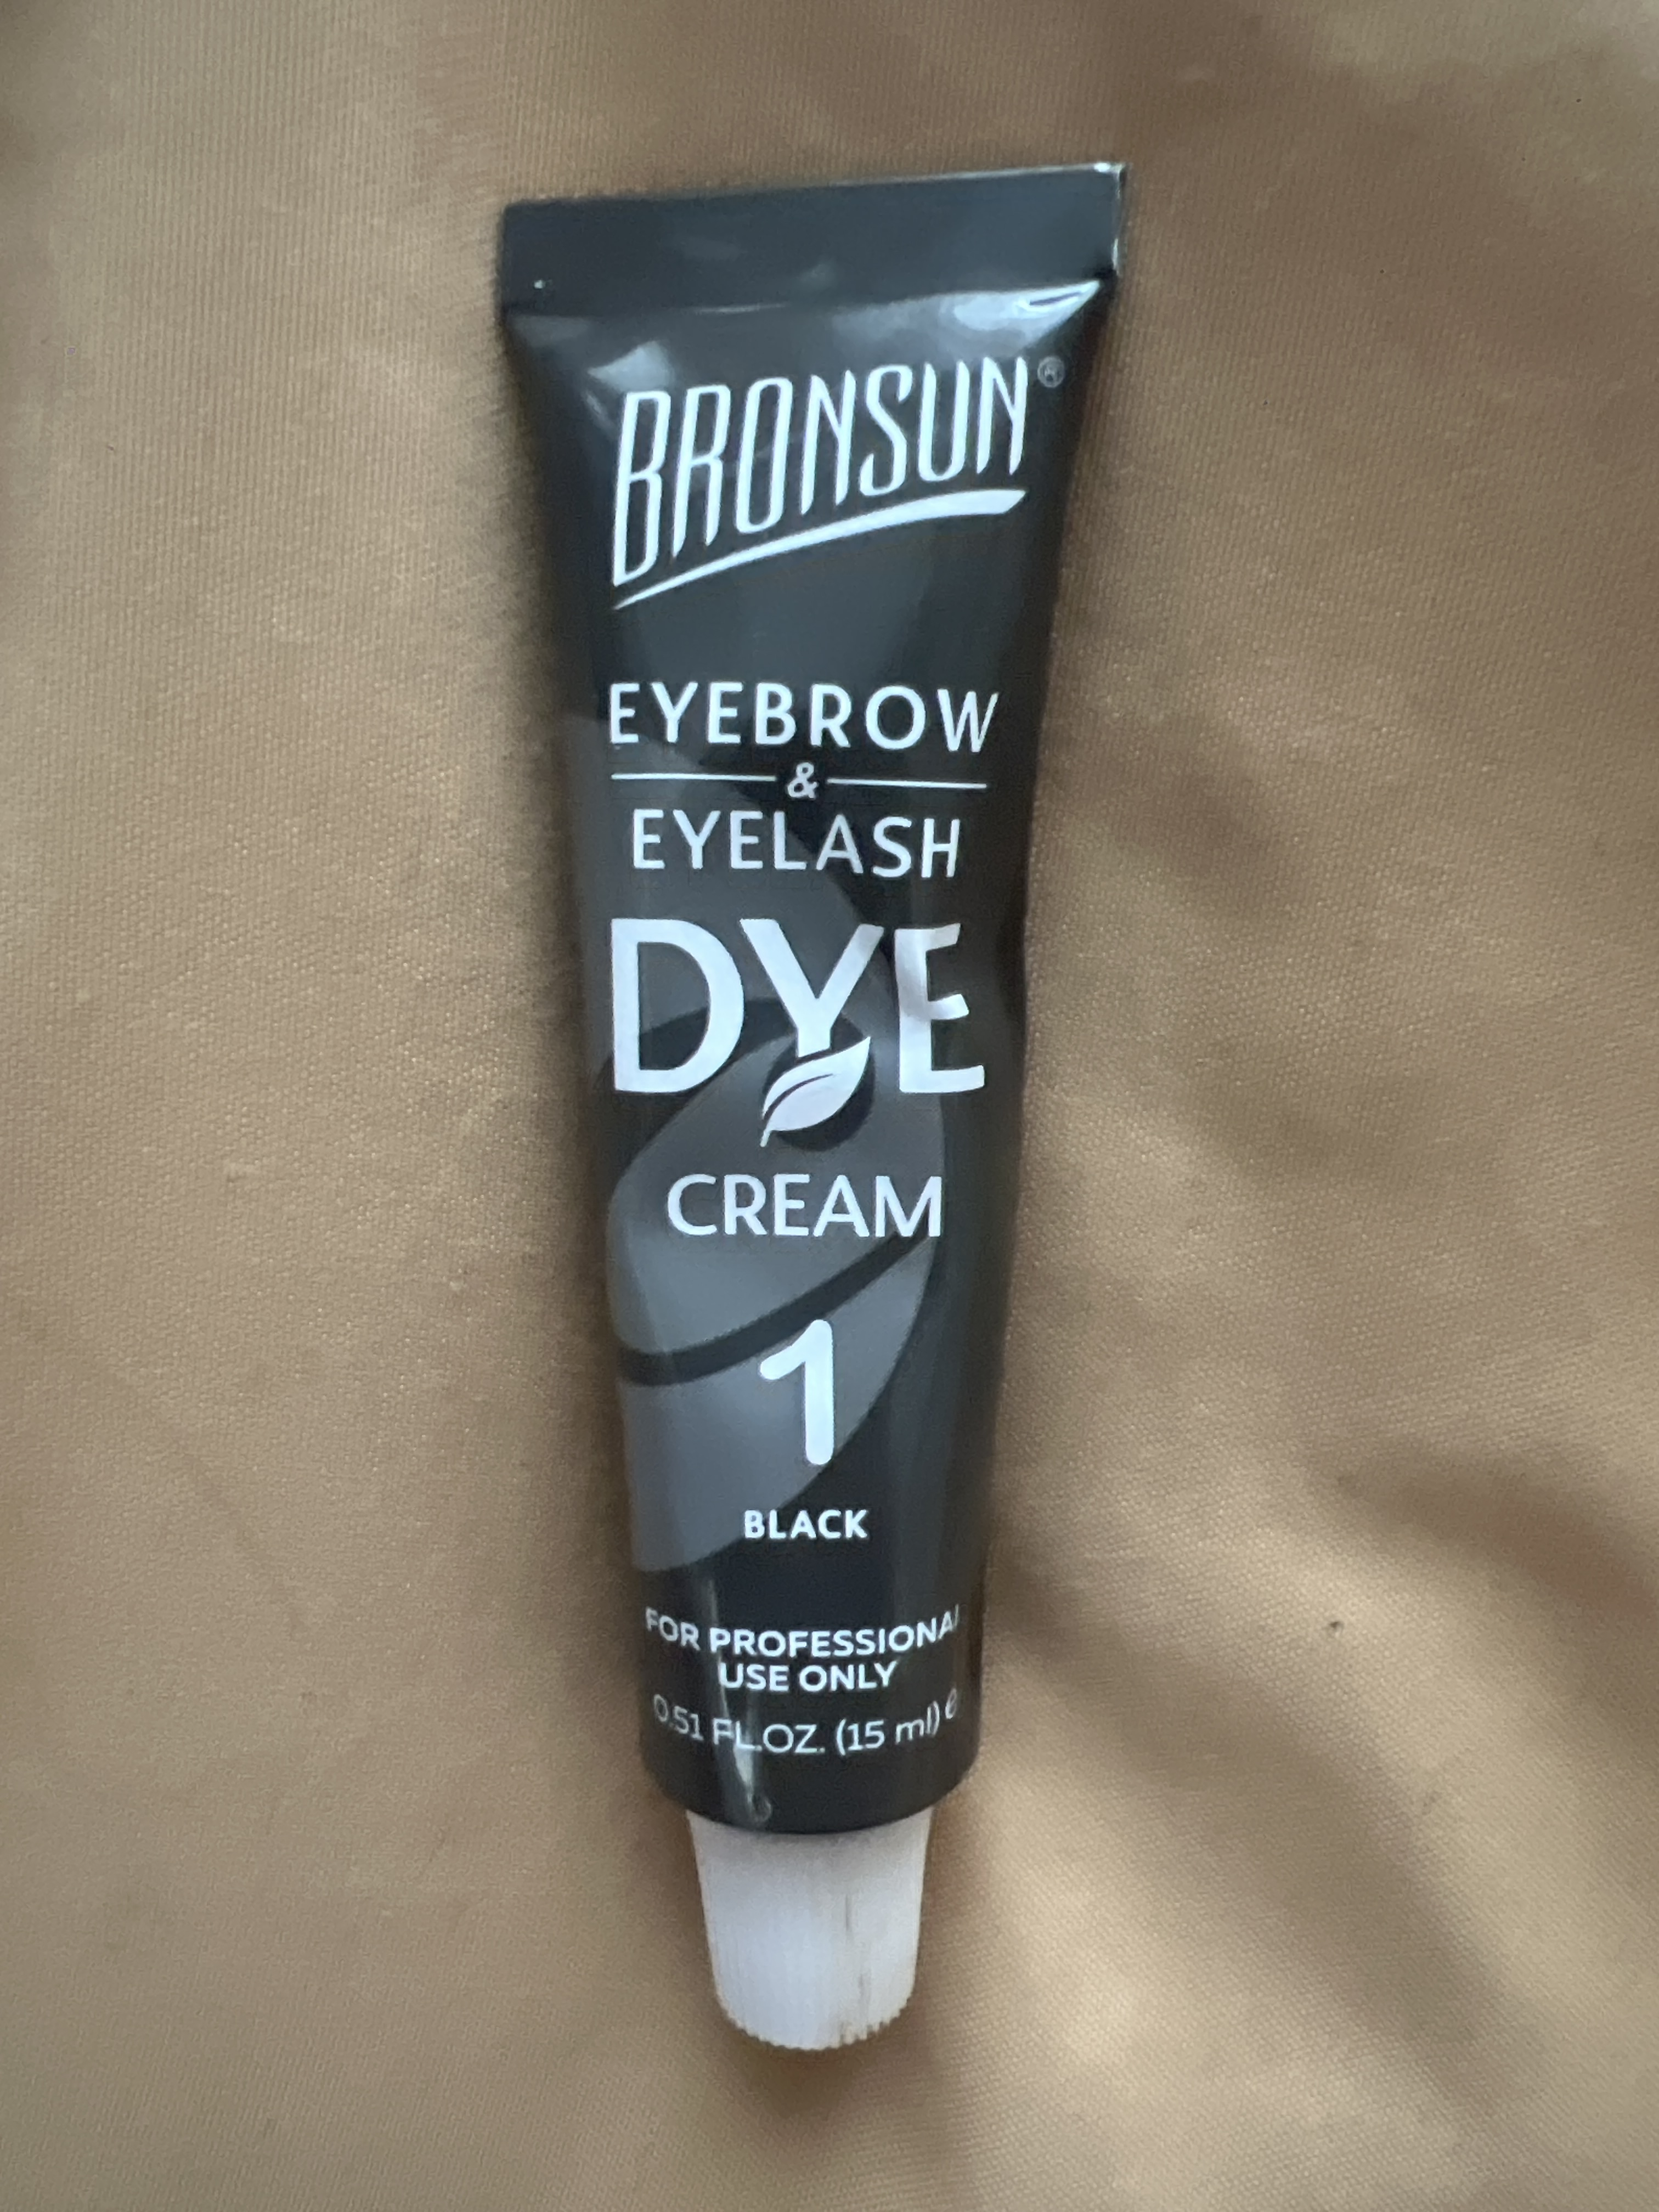 BRONSUN®
EYEBROW
&
EYELASH
DYE
CREAM
1
BLACK
FOR PROFESSIONAL
USE ONLY
0.51 FL.OZ. (15 ml) e